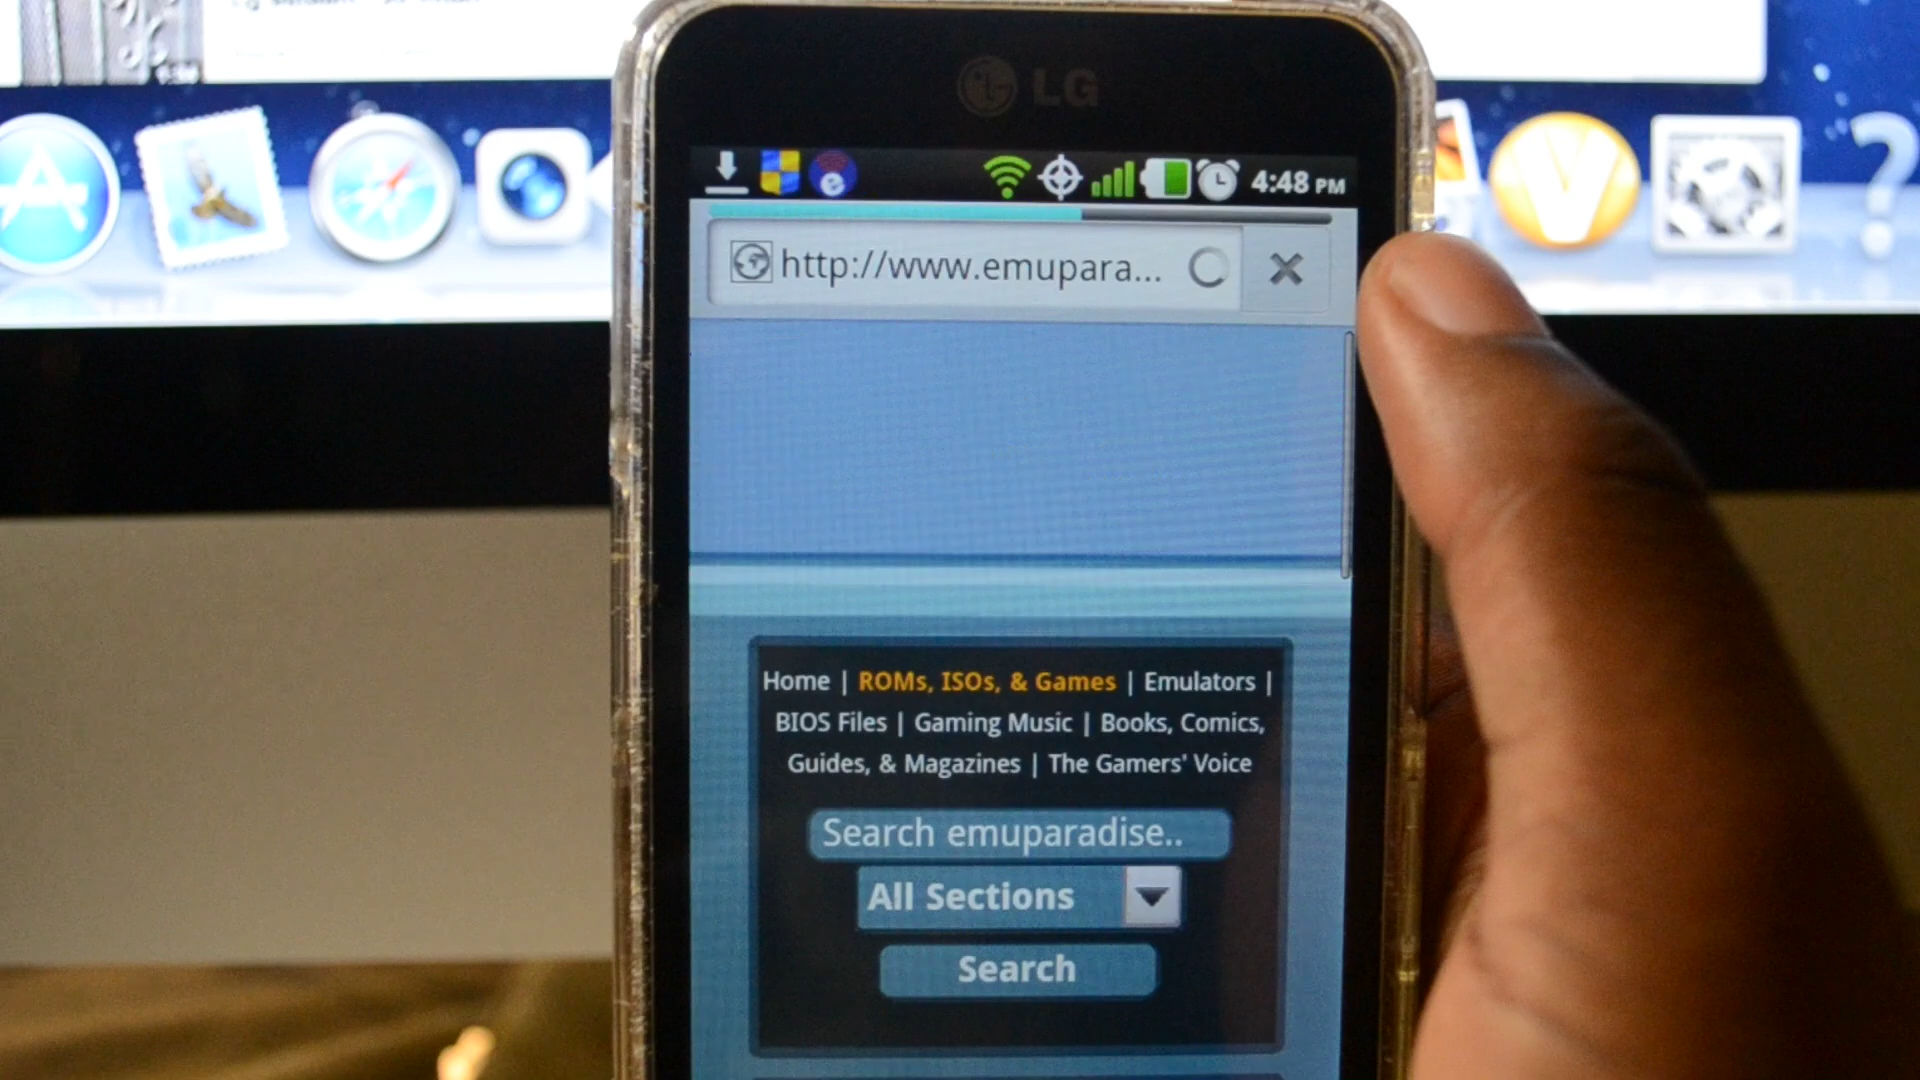 LG
4:48 PM
http://www.emupara...
Home | ROMs, ISOs, & Games | Emulators |
BIOS Files | Gaming Music | Books, Comics,
Guides, & Magazines | The Gamers' Voice
Search emuparadise..
All Sections
Search